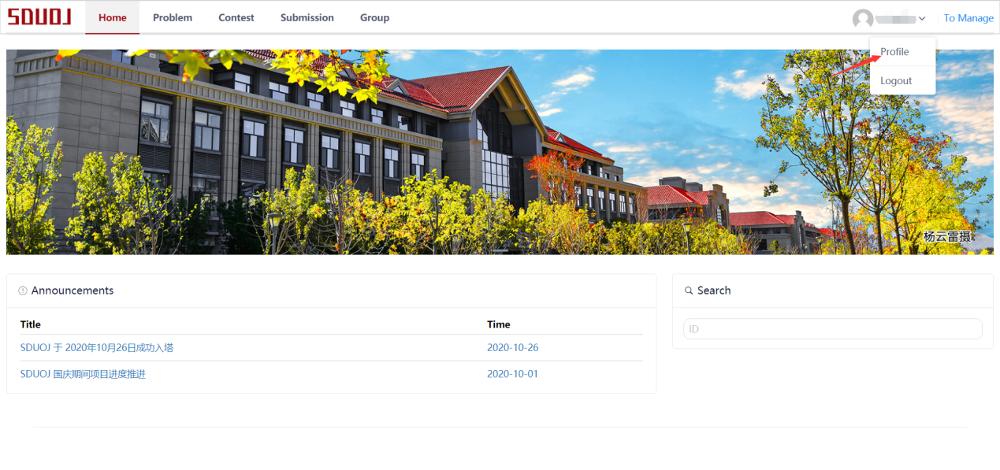 SDUOJ Home Problem Contest Submission Group To Manage
Profile
Logout
杨云雷摄
Announcements
Title Time
SDUOJ 于 2020年10月26日成功入塔 2020-10-26
SDUOJ 国庆期间项目进度推进 2020-10-01
Search
ID